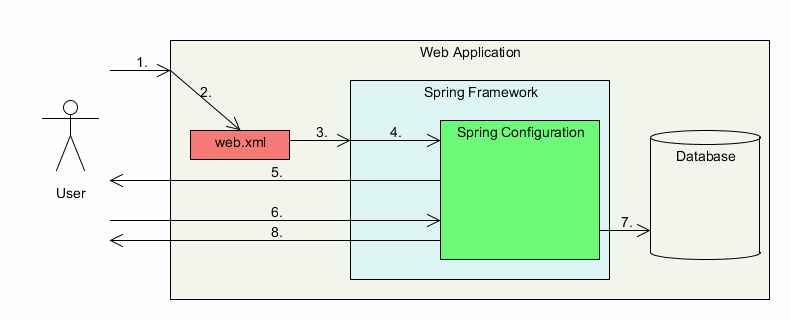 Web Application
1.
2.
Spring Framework
web.xml
3.
4.
Spring Configuration
Database
5.
User
6.
7.
8.